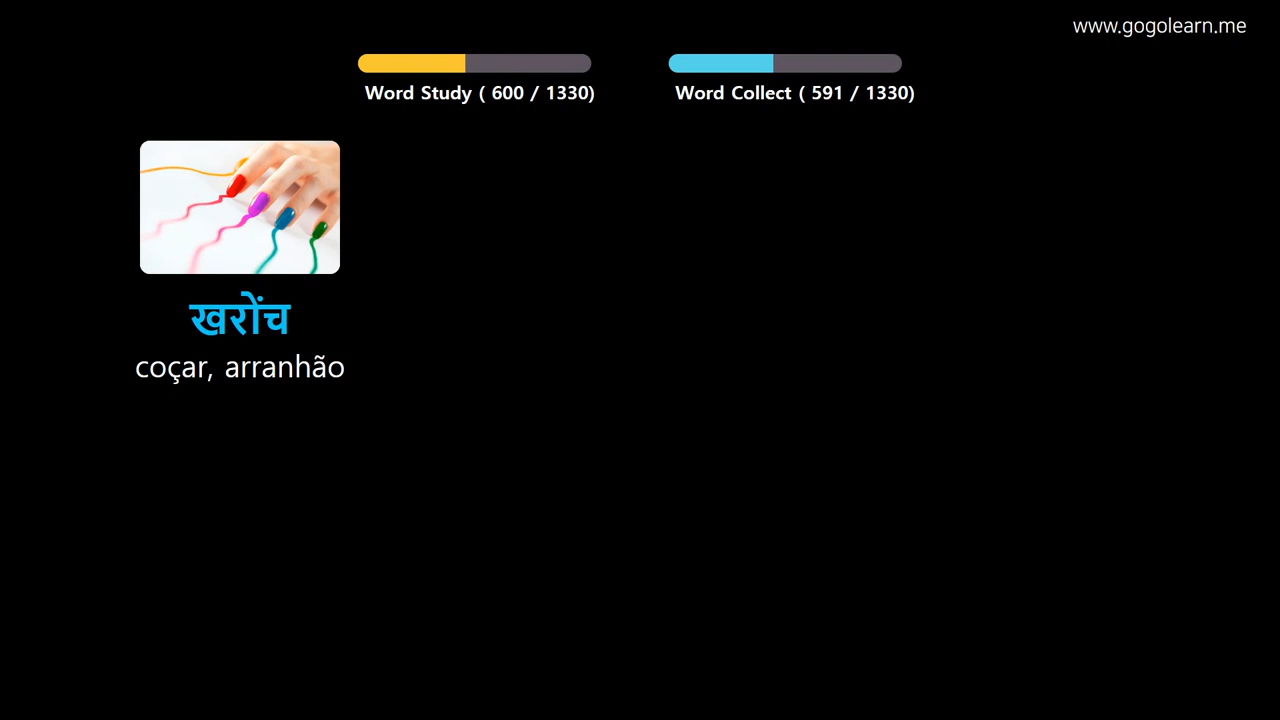 www.gogolearn.me
Word Study ( 600 / 1330)
Word Collect ( 591 / 1330)
खरोंच
coçar, arranhão